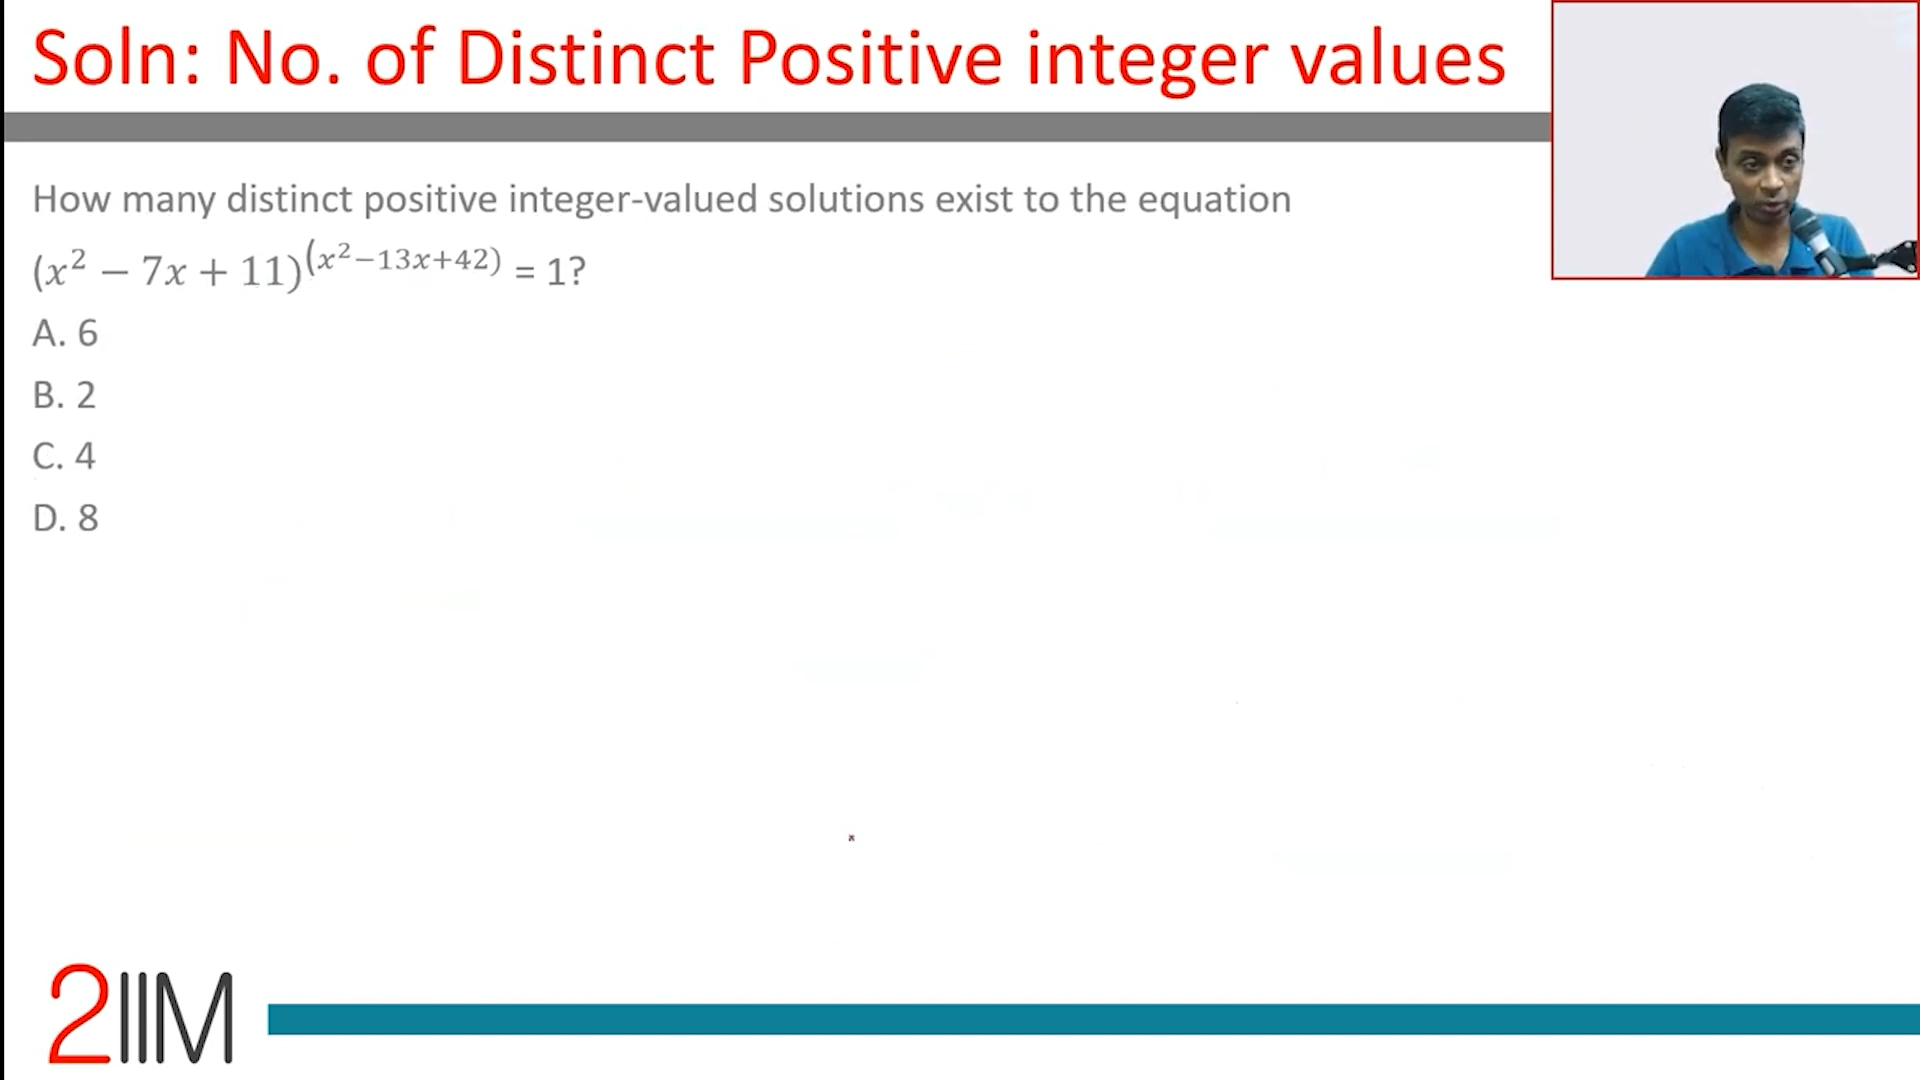 Soln: No. of Distinct Positive integer values
How many distinct positive integer-valued solutions exist to the equation
(x² − 7x + 11)^(x²−13x+42) = 1?
A. 6
B. 2
C. 4
D. 8
2IIM